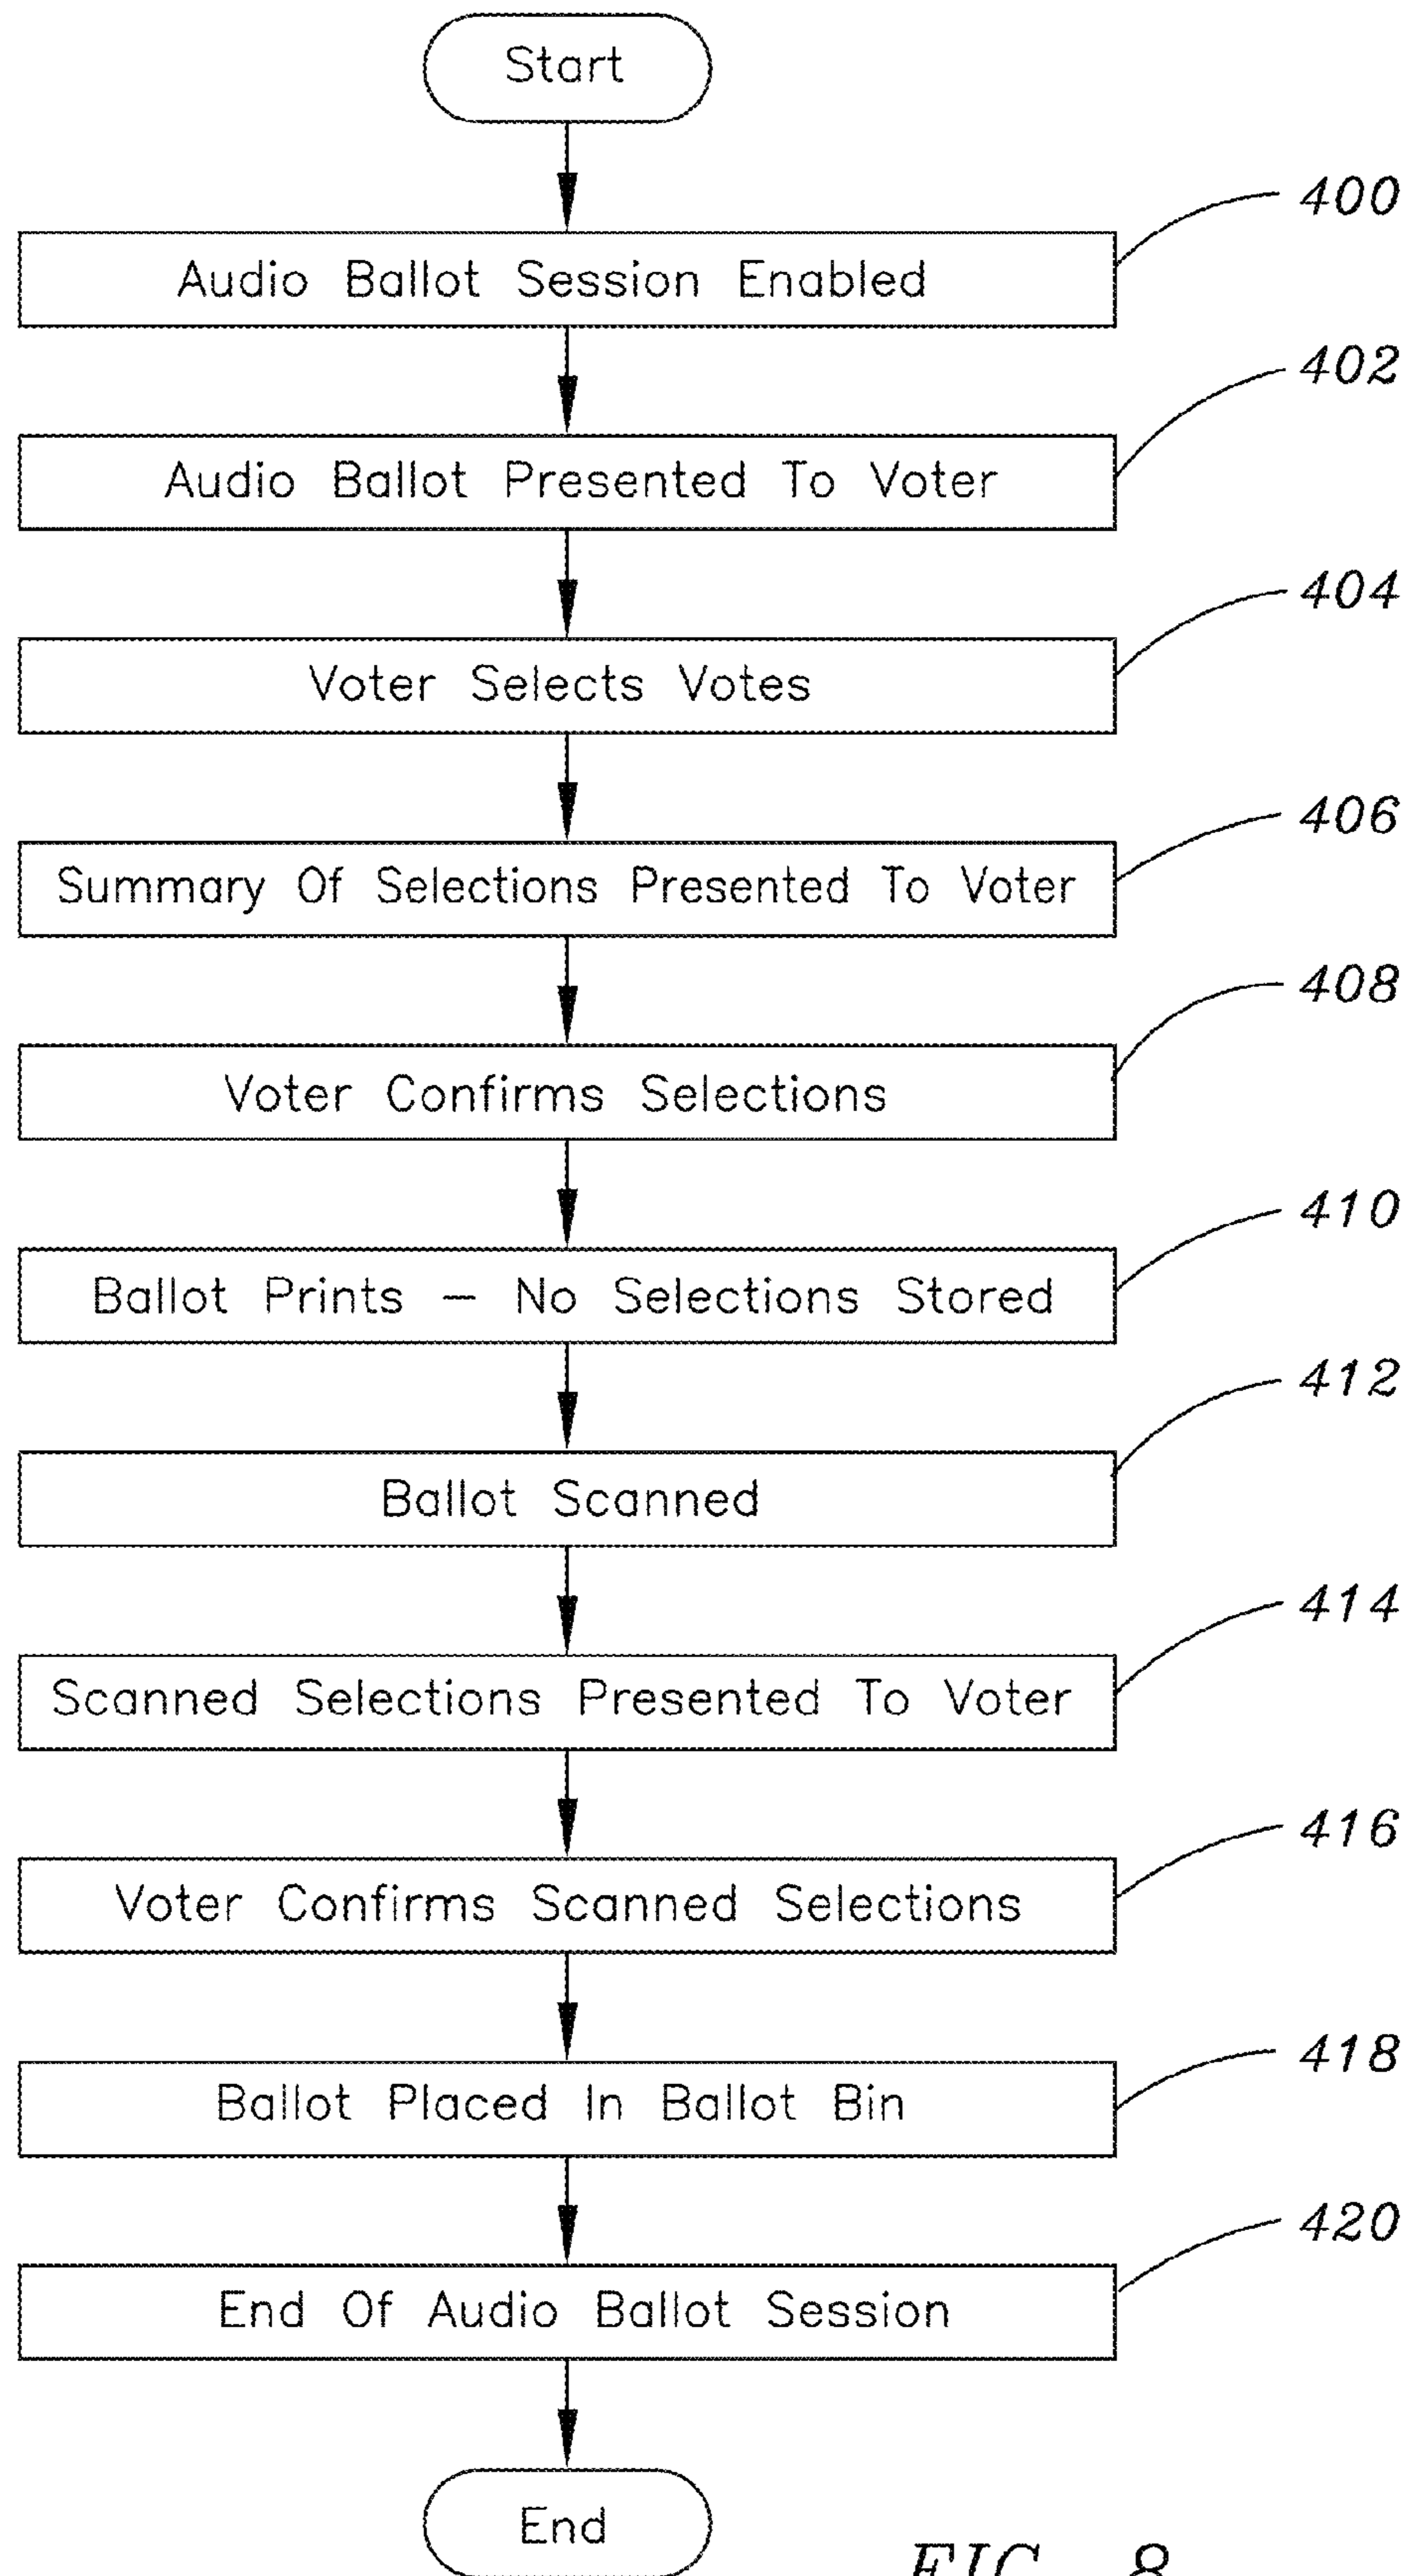 Start
400
Audio Ballot Session Enabled
402
Audio Ballot Presented To Voter
404
Voter Selects Votes
406
Summary Of Selections Presented To Voter
408
Voter Confirms Selections
410
Ballot Prints – No Selections Stored
412
Ballot Scanned
414
Scanned Selections Presented To Voter
416
Voter Confirms Scanned Selections
418
Ballot Placed In Ballot Bin
420
End Of Audio Ballot Session
End
FIG. 8